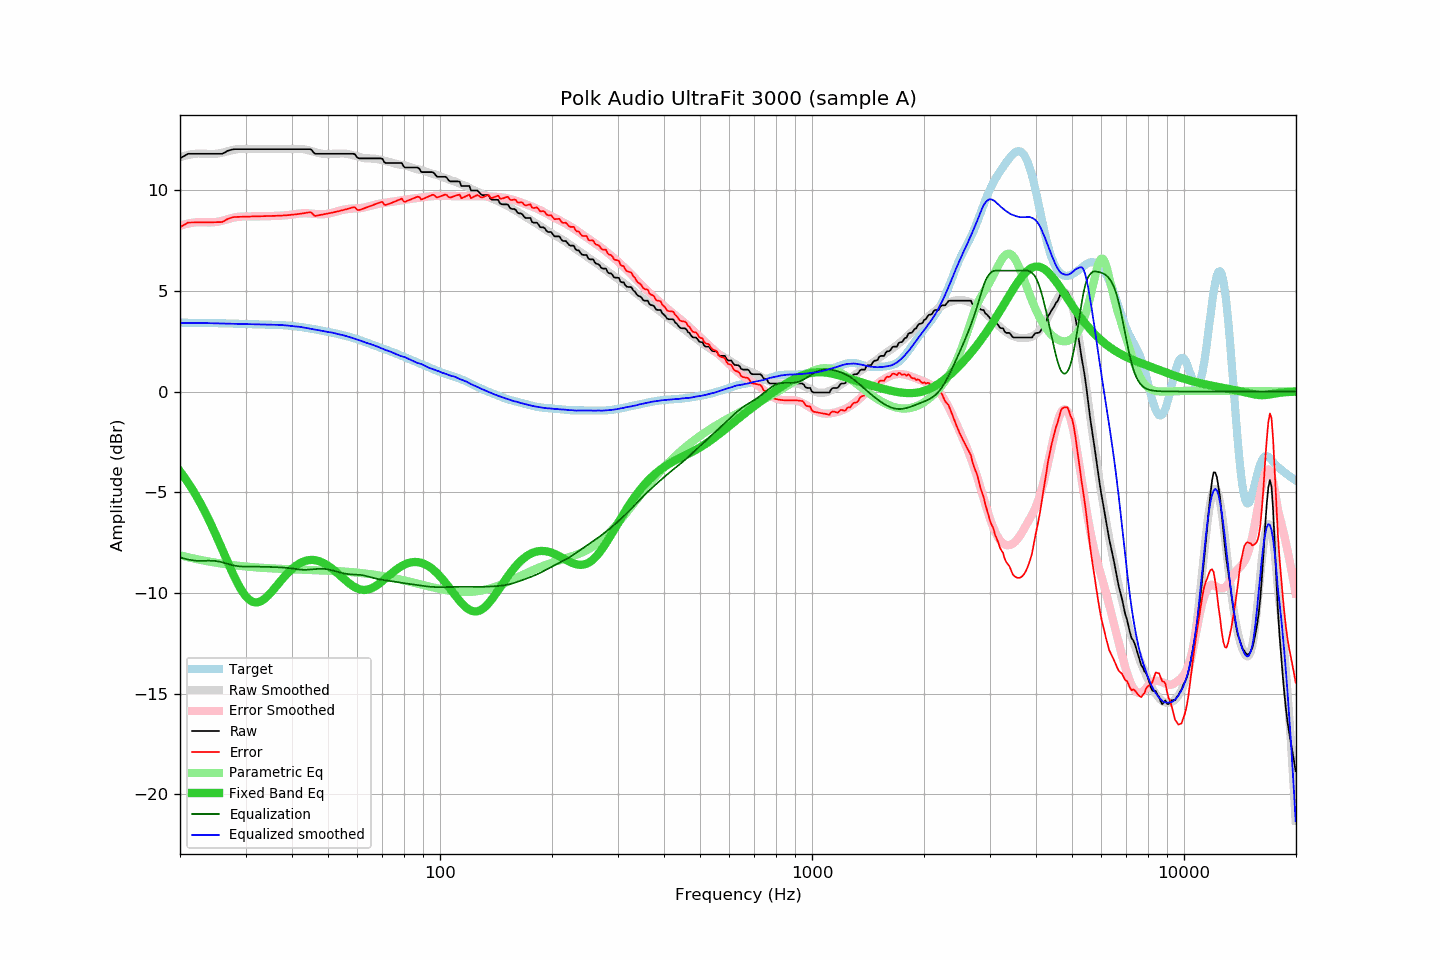 Polk Audio UltraFit 3000 (sample A)
10
5
0
−5
−10
−15
−20
Amplitude (dBr)
Target
Raw Smoothed
Error Smoothed
Raw
Error
Parametric Eq
Fixed Band Eq
Equalization
Equalized smoothed
100
1000
10000
Frequency (Hz)